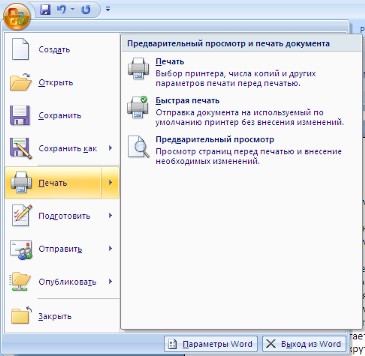 Создать
Открыть
Сохранить
Сохранить как
Печать
Подготовить
Отправить
Опубликовать
Закрыть
Предварительный просмотр и печать документа
Печать
Выбор принтера, числа копий и других
параметров печати перед печатью.
Быстрая печать
Отправка документа на используемый по
умолчанию принтер без внесения изменений.
Предварительный просмотр
Просмотр страниц перед печатью и внесение
необходимых изменений.
Параметры Word
Выход из Word